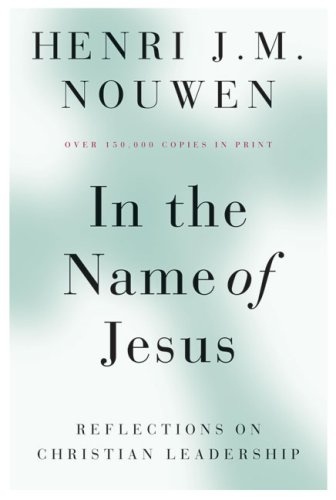 HENRI J.M.
NOUWEN
OVER 150,000 COPIES IN PRINT
In the
Name of
Jesus
REFLECTIONS ON
CHRISTIAN LEADERSHIP